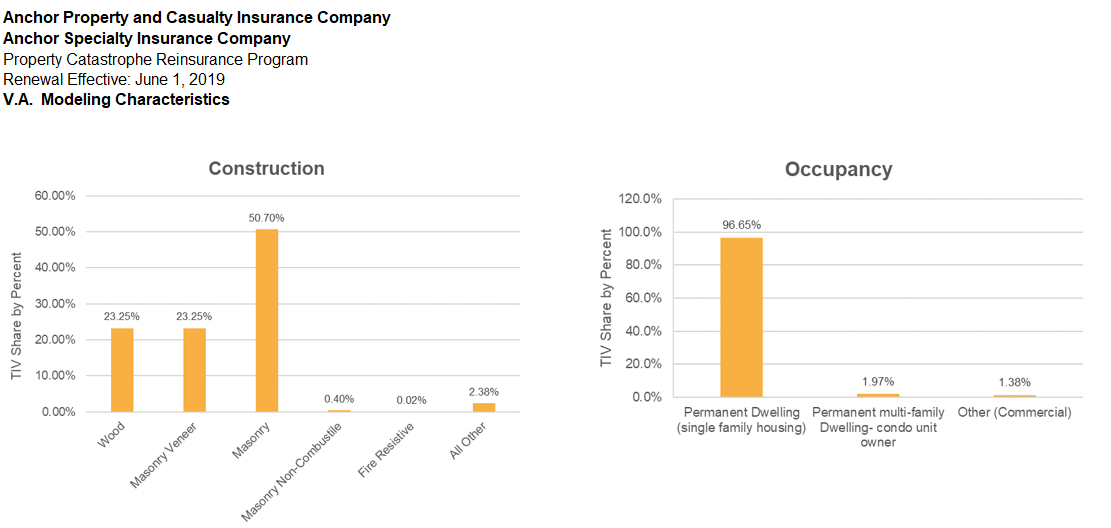 Anchor Property and Casualty Insurance Company
Anchor Specialty Insurance Company
Property Catastrophe Reinsurance Program
Renewal Effective: June 1, 2019
V.A. Modeling Characteristics
Construction
TIV Share by Percent
60.00%
50.00%
40.00%
30.00%
20.00%
10.00%
0.00%
23.25%
23.25%
50.70%
0.40%
0.02%
2.38%
Wood
Masonry Veneer
Masonry
Masonry Non-Combustile
Fire Resistive
All Other
Occupancy
TIV Share by Percent
120.0%
100.0%
80.0%
60.0%
40.0%
20.0%
0.0%
96.65%
1.97%
1.38%
Permanent Dwelling
(single family housing)
Permanent multi-family
Dwelling- condo unit
owner
Other (Commercial)